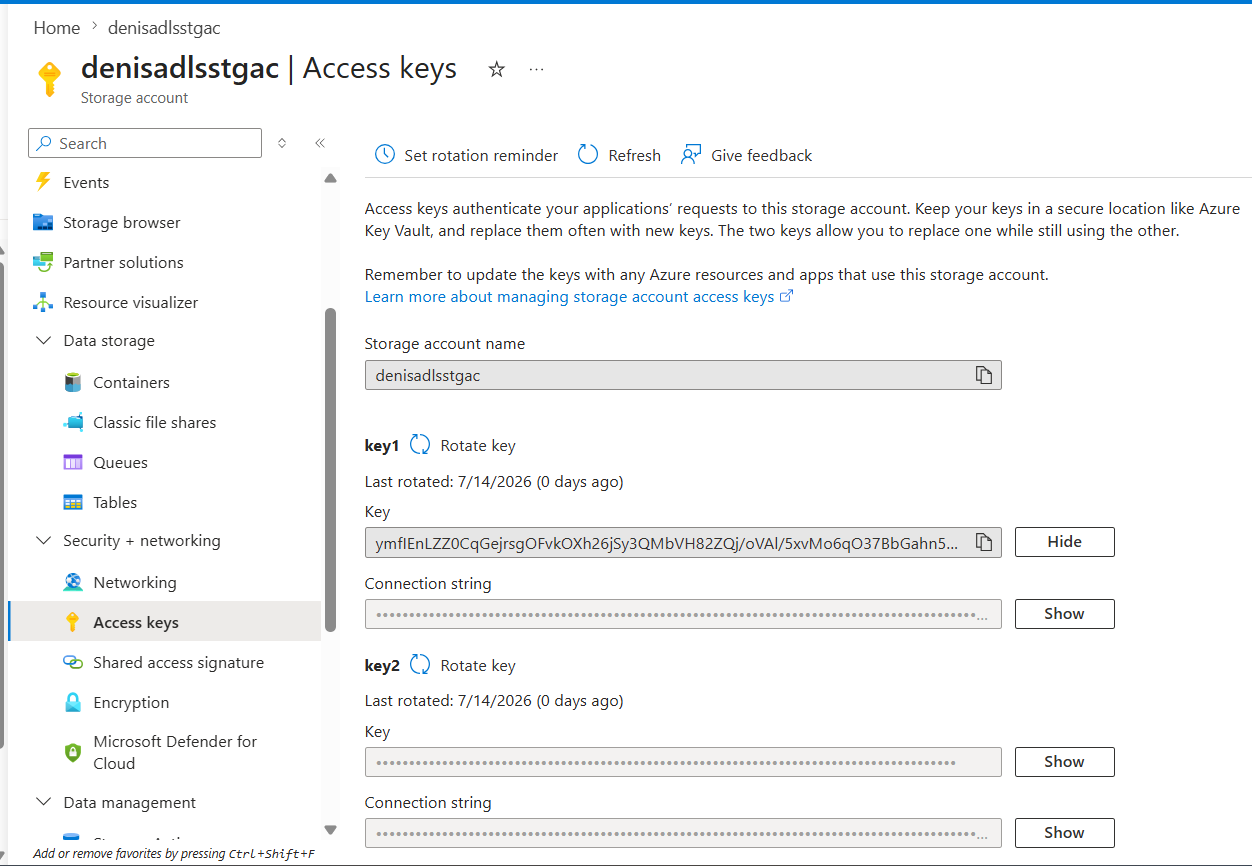 Home > denisadlsstgac
denisadlsstgac | Access keys ☆ ...
Storage account
Search
Events
Storage browser
Partner solutions
Resource visualizer
Data storage
Containers
Classic file shares
Queues
Tables
Security + networking
Networking
Access keys
Shared access signature
Encryption
Microsoft Defender for
Cloud
Data management
Add or remove favorites by pressing Ctrl+Shift+F
Set rotation reminder Refresh Give feedback
Access keys authenticate your applications' requests to this storage account. Keep your keys in a secure location like Azure
Key Vault, and replace them often with new keys. The two keys allow you to replace one while still using the other.
Remember to update the keys with any Azure resources and apps that use this storage account.
Learn more about managing storage account access keys
Storage account name
denisadlsstgac
key1 Rotate key
Last rotated: 7/14/2026 (0 days ago)
Key
ymfIEnLZZ0CqGejrsgOFvkOXh26jSy3QMbVH82ZQj/oVAl/5xvMo6qO37BbGahn5...
Hide
Connection string
Show
key2 Rotate key
Last rotated: 7/14/2026 (0 days ago)
Key
Show
Connection string
Show